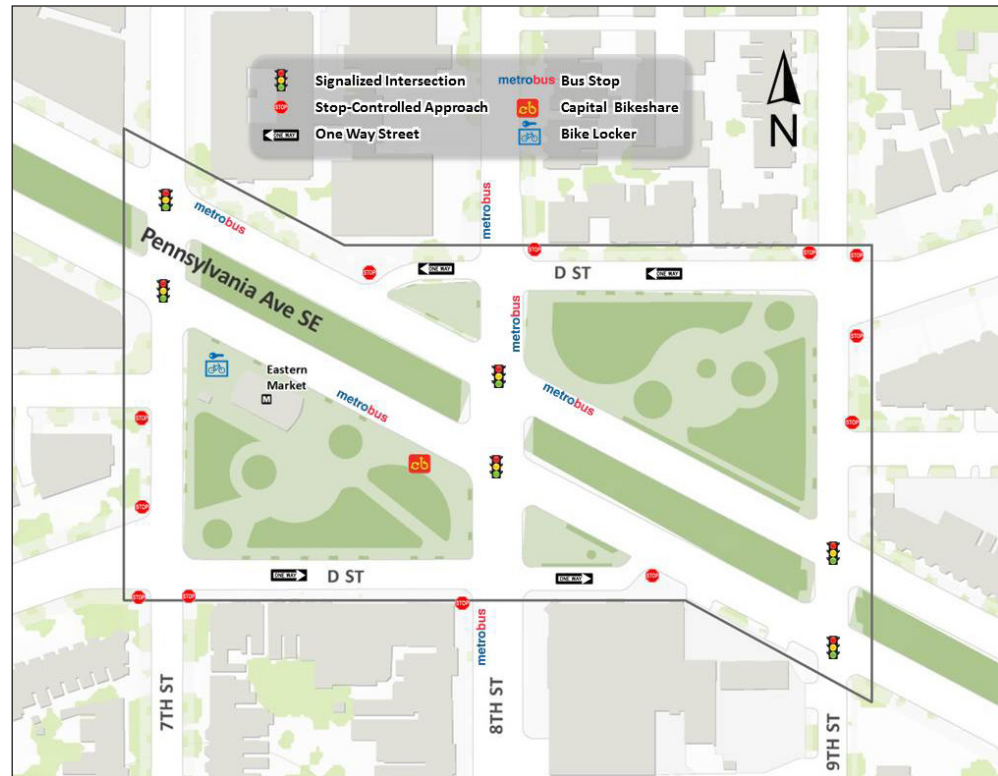 Signalized Intersection
metrobus Bus Stop
STOP Stop-Controlled Approach
cb Capital Bikeshare
ONE WAY One Way Street
Bike Locker
N
metrobus
metrobus
STOP
STOP
STOP
STOP
ONE WAY
D ST
ONE WAY
Pennsylvania Ave SE
metrobus
STOP
Eastern
Market
M
metrobus
metrobus
STOP
STOP
cb
STOP
ONE WAY
D ST
ONE WAY
STOP
STOP
STOP
STOP
metrobus
7TH ST
8TH ST
9TH ST